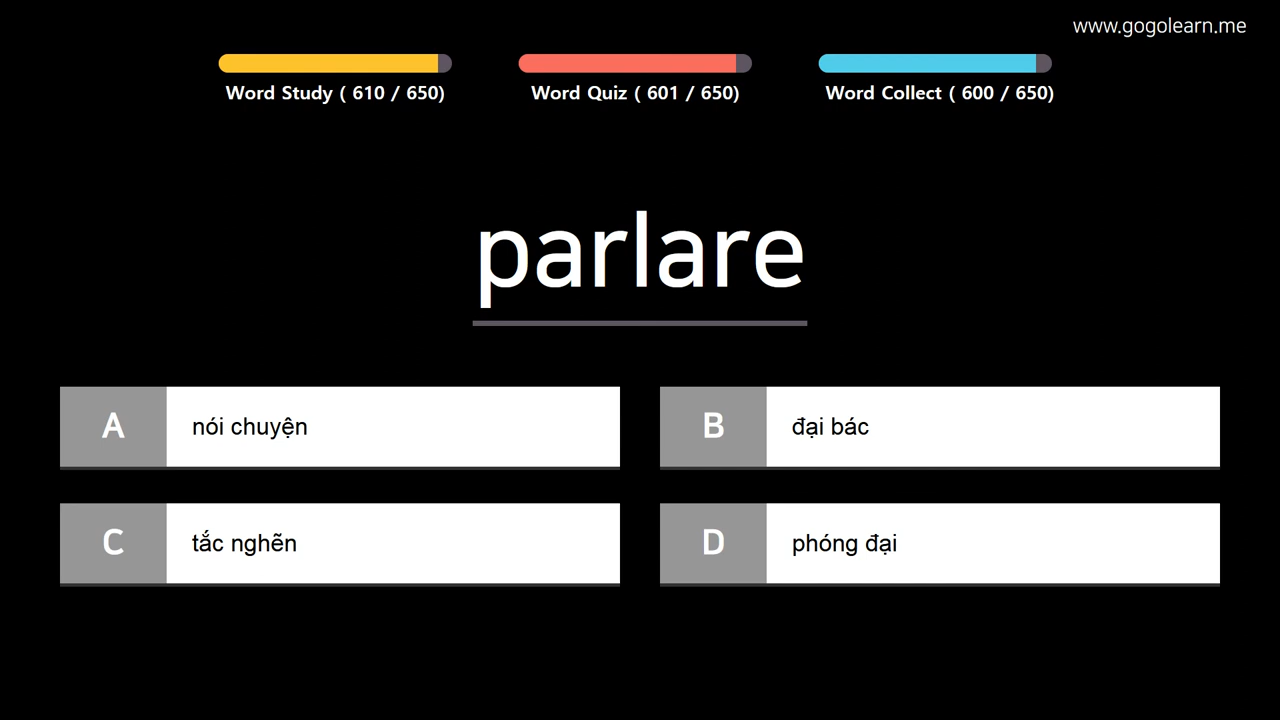 www.gogolearn.me
Word Study ( 610 / 650)
Word Quiz ( 601 / 650)
Word Collect ( 600 / 650)
parlare
A nói chuyện
B đại bác
C tắc nghẽn
D phóng đại